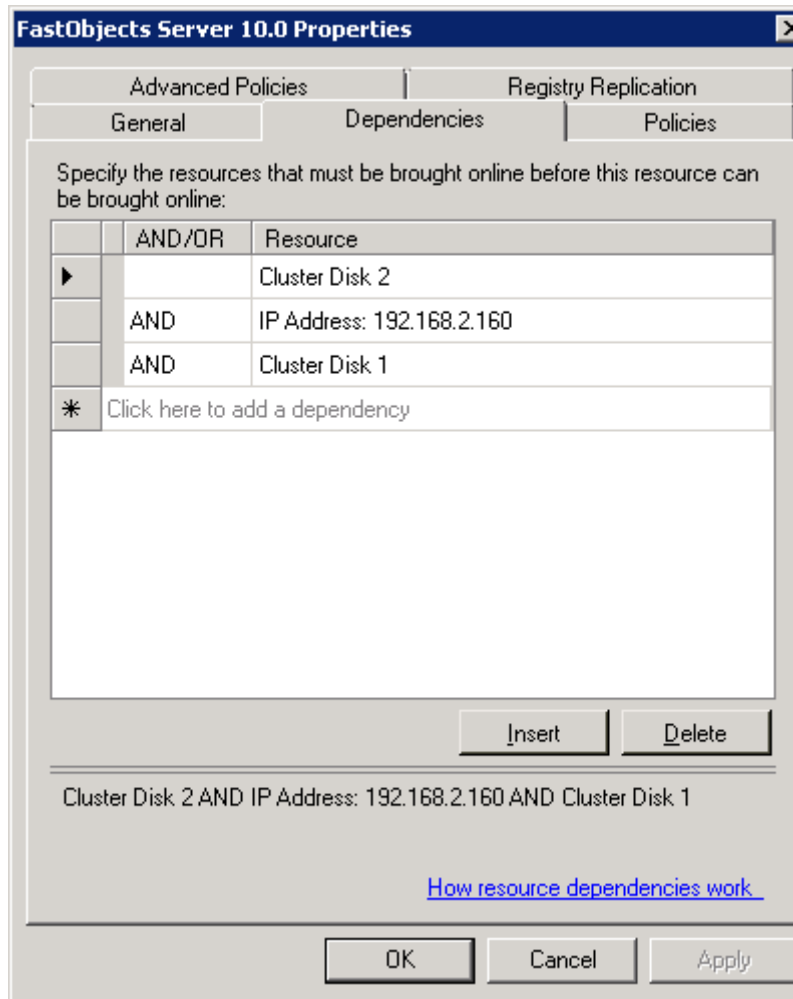 FastObjects Server 10.0 Properties
Advanced Policies Registry Replication
General Dependencies Policies
Specify the resources that must be brought online before this resource can
be brought online:
AND/OR Resource
Cluster Disk 2
AND IP Address: 192.168.2.160
AND Cluster Disk 1
Click here to add a dependency
Insert Delete
Cluster Disk 2 AND IP Address: 192.168.2.160 AND Cluster Disk 1
How resource dependencies work
OK Cancel Apply